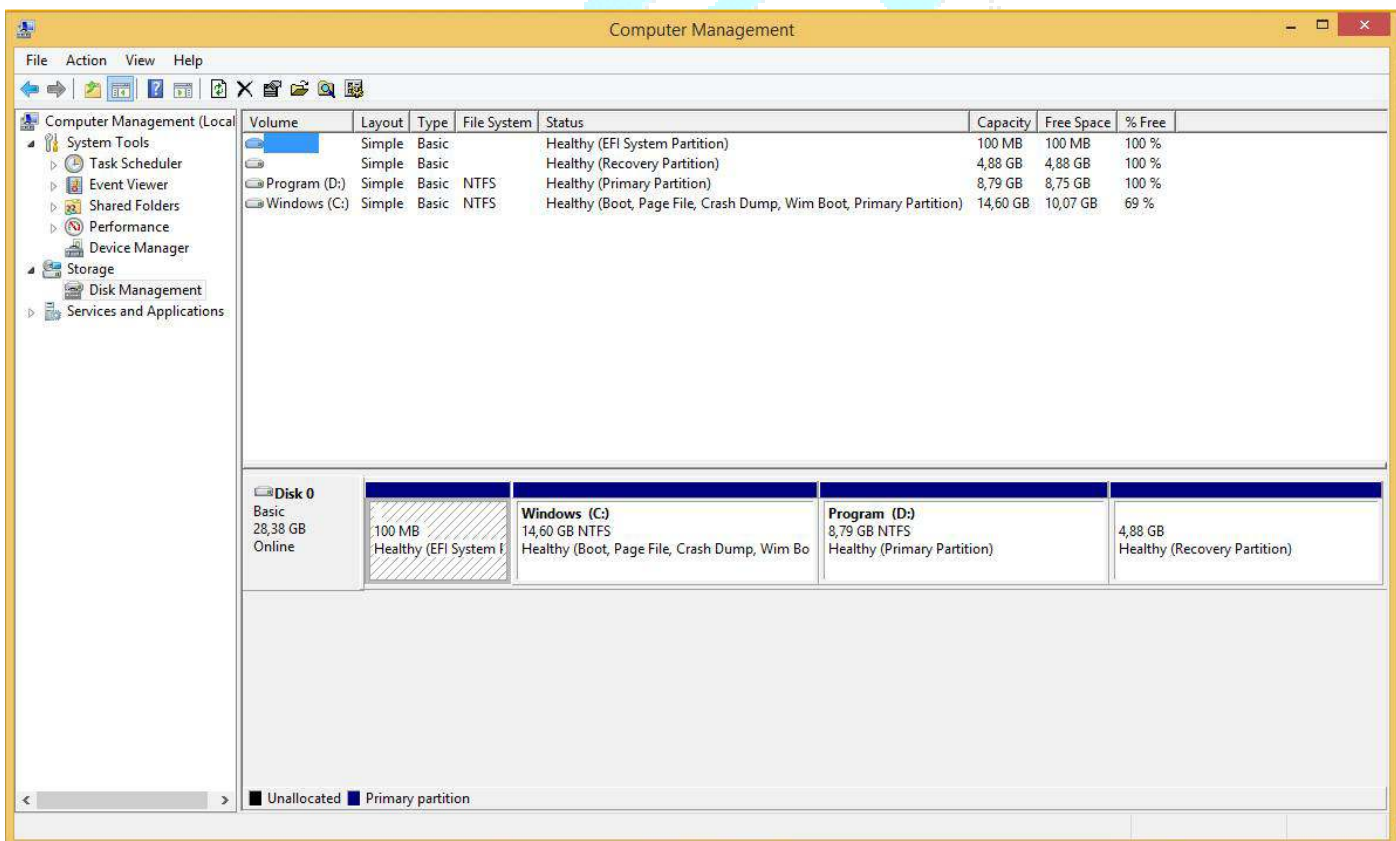 Computer Management
File Action View Help
Computer Management (Local
System Tools
Task Scheduler
Event Viewer
Shared Folders
Performance
Device Manager
Storage
Disk Management
Services and Applications
Volume Layout Type File System Status Capacity Free Space % Free
Simple Basic Healthy (EFI System Partition) 100 MB 100 MB 100 %
Simple Basic Healthy (Recovery Partition) 4,88 GB 4,88 GB 100 %
Program (D:) Simple Basic NTFS Healthy (Primary Partition) 8,79 GB 8,75 GB 100 %
Windows (C:) Simple Basic NTFS Healthy (Boot, Page File, Crash Dump, Wim Boot, Primary Partition) 14,60 GB 10,07 GB 69 %
Disk 0
Basic
28,38 GB
Online
100 MB
Healthy (EFI System P
Windows (C:)
14,60 GB NTFS
Healthy (Boot, Page File, Crash Dump, Wim Bo
Program (D:)
8,79 GB NTFS
Healthy (Primary Partition)
4,88 GB
Healthy (Recovery Partition)
Unallocated Primary partition